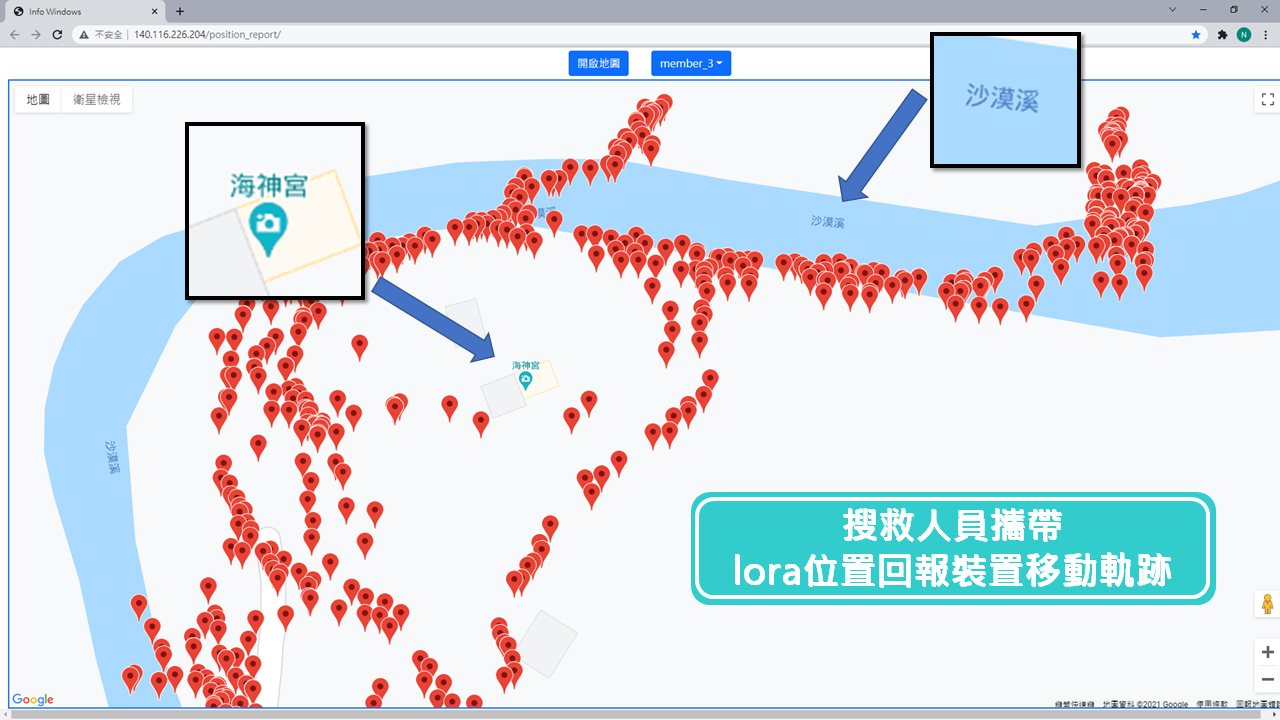 Info Windows
不安全 | 140.116.226.204/position_report/
開啟地圖
member_3
地圖
衛星檢視
沙漠溪
海神宮
漠溪
沙漠溪
海神宮
沙漠溪
搜救人員攜帶
lora位置回報裝置移動軌跡
Google
鍵盤快速鍵 地圖資料 ©2021 Google 使用條款 回報地圖錯誤